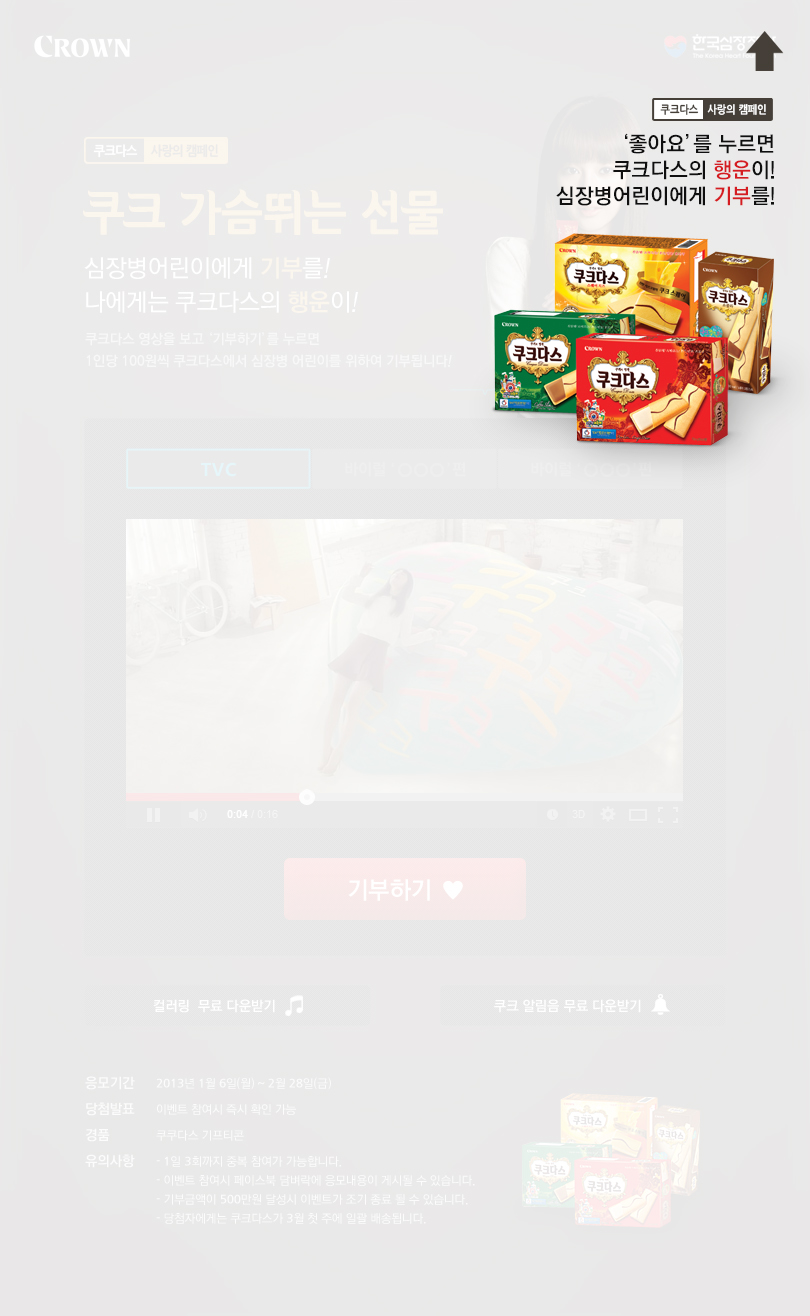 CROWN
한국심장재단
쿠크다스 사랑의 캠페인
‘좋아요’를 누르면
쿠크다스의 행운이!
심장병어린이에게 기부를!
쿠크다스 사랑의 캠페인
쿠크 가슴뛰는 선물
심장병어린이에게 기부를!
나에게는 쿠크다스의 행운이!
쿠크다스 영상을 보고 '기부하기'를 누르면
1인당 100원씩 쿠크다스에서 심장병 어린이를 위하여 기부됩니다!
CROWN
쿠크다스
CROWN
쿠크다스
CROWN
쿠크다스
CROWN
쿠크다스
TVC
0:04 / 0:16
기부하기
컬러링 무료 다운받기
쿠크 알림음 무료 다운받기
응모기간 2013년 1월 6일(월) ~ 2월 28일(금)
당첨발표 이벤트 참여시 즉시 확인 가능
경품 쿠쿠다스 기프티콘
유의사항 - 1일 3회까지 중복 참여가 가능합니다.
- 이벤트 참여시 페이스북 담벼락에 응모내용이 게시될 수 있습니다.
- 기부금액이 500만원 달성시 이벤트가 조기 종료 될 수 있습니다.
- 당첨자에게는 쿠크다스가 3월 첫 주에 일괄 배송됩니다.
쿠크다스
쿠크다스
쿠크다스